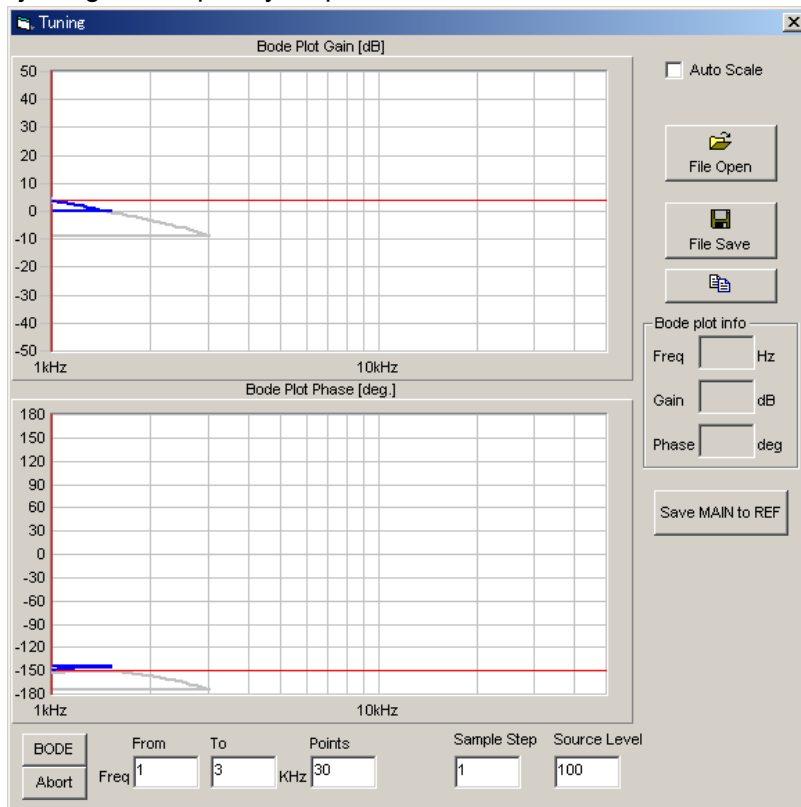 Tuning
Bode Plot Gain [dB]
50
40
30
20
10
0
-10
-20
-30
-40
-50
1kHz 10kHz
Bode Plot Phase [deg.]
180
150
120
90
60
30
0
-30
-60
-90
-120
-150
-180
1kHz 10kHz
Auto Scale
File Open
File Save
Bode plot info
Freq Hz
Gain dB
Phase deg
Save MAIN to REF
BODE
Abort
From To Points Sample Step Source Level
Freq 1 3 KHz 30 1 100